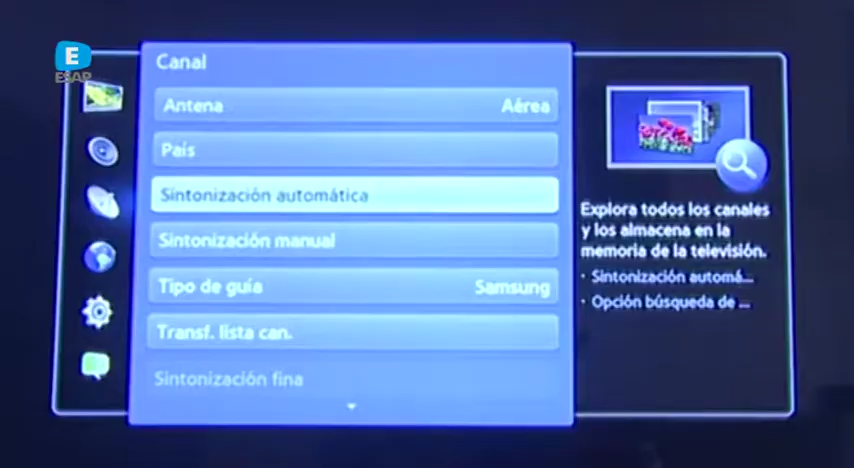 E
ESAP
Canal
Antena Aérea
País
Sintonización automática
Sintonización manual
Tipo de guía Samsung
Transf. lista can.
Sintonización fina
Explora todos los canales
y los almacena en la
memoria de la televisión.
· Sintonización automá...
· Opción búsqueda de ...